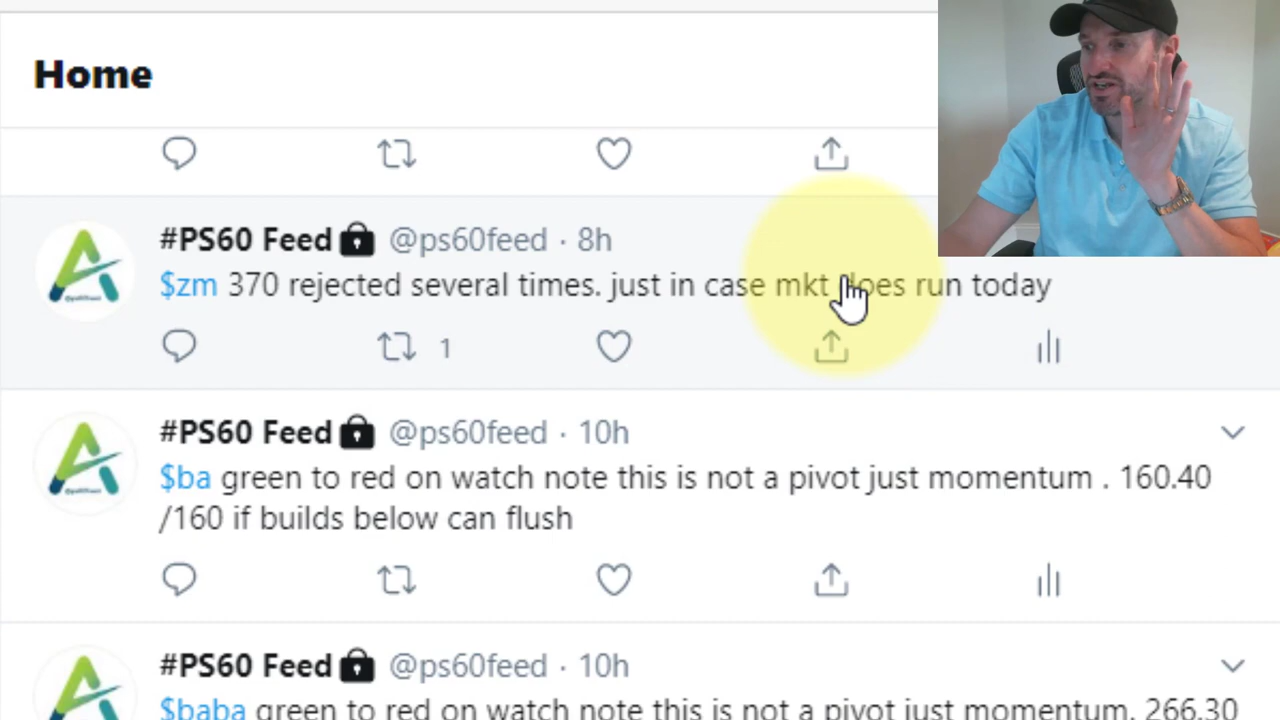 Home
#PS60 Feed @ps60feed · 8h
$zm 370 rejected several times. just in case mkt does run today
1
#PS60 Feed @ps60feed · 10h
$ba green to red on watch note this is not a pivot just momentum . 160.40
/160 if builds below can flush
#PS60 Feed @ps60feed · 10h
$baba green to red on watch note this is not a pivot just momentum. 266.30